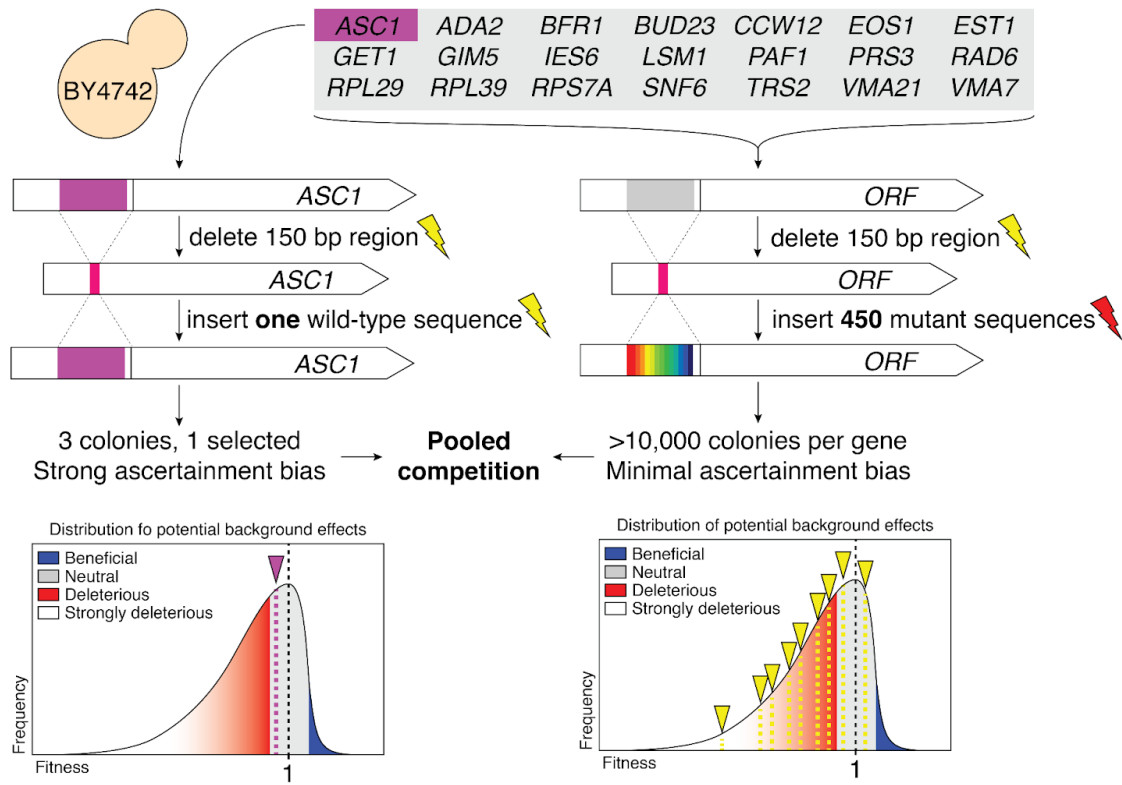 BY4742
ASC1 ADA2 BFR1 BUD23 CCW12 EOS1 EST1
GET1 GIM5 IES6 LSM1 PAF1 PRS3 RAD6
RPL29 RPL39 RPS7A SNF6 TRS2 VMA21 VMA7
ASC1
delete 150 bp region
ASC1
insert one wild-type sequence
ASC1
3 colonies, 1 selected
Strong ascertainment bias
ORF
delete 150 bp region
ORF
insert 450 mutant sequences
ORF
>10,000 colonies per gene
Minimal ascertainment bias
Pooled
competition
Distribution fo potential background effects
Beneficial
Neutral
Deleterious
Strongly deleterious
Frequency
Fitness
1
Distribution of potential background effects
Beneficial
Neutral
Deleterious
Strongly deleterious
Frequency
Fitness
1